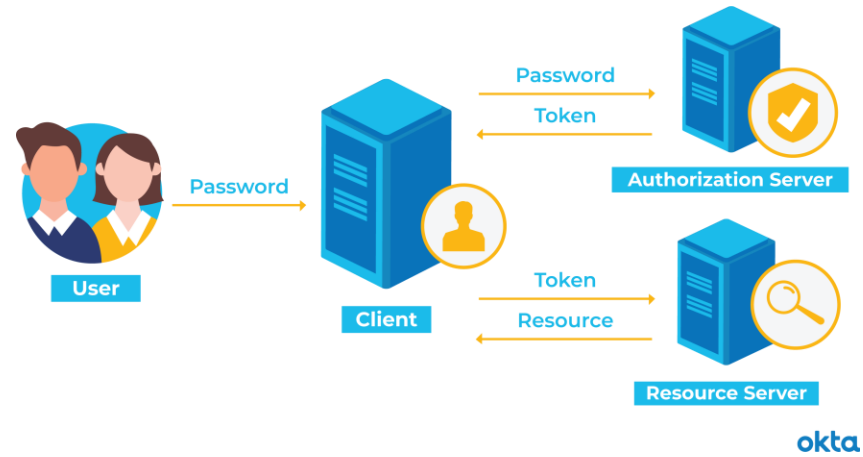 Password
Token
Authorization Server
Password
User
Client
Token
Resource
Resource Server
okta